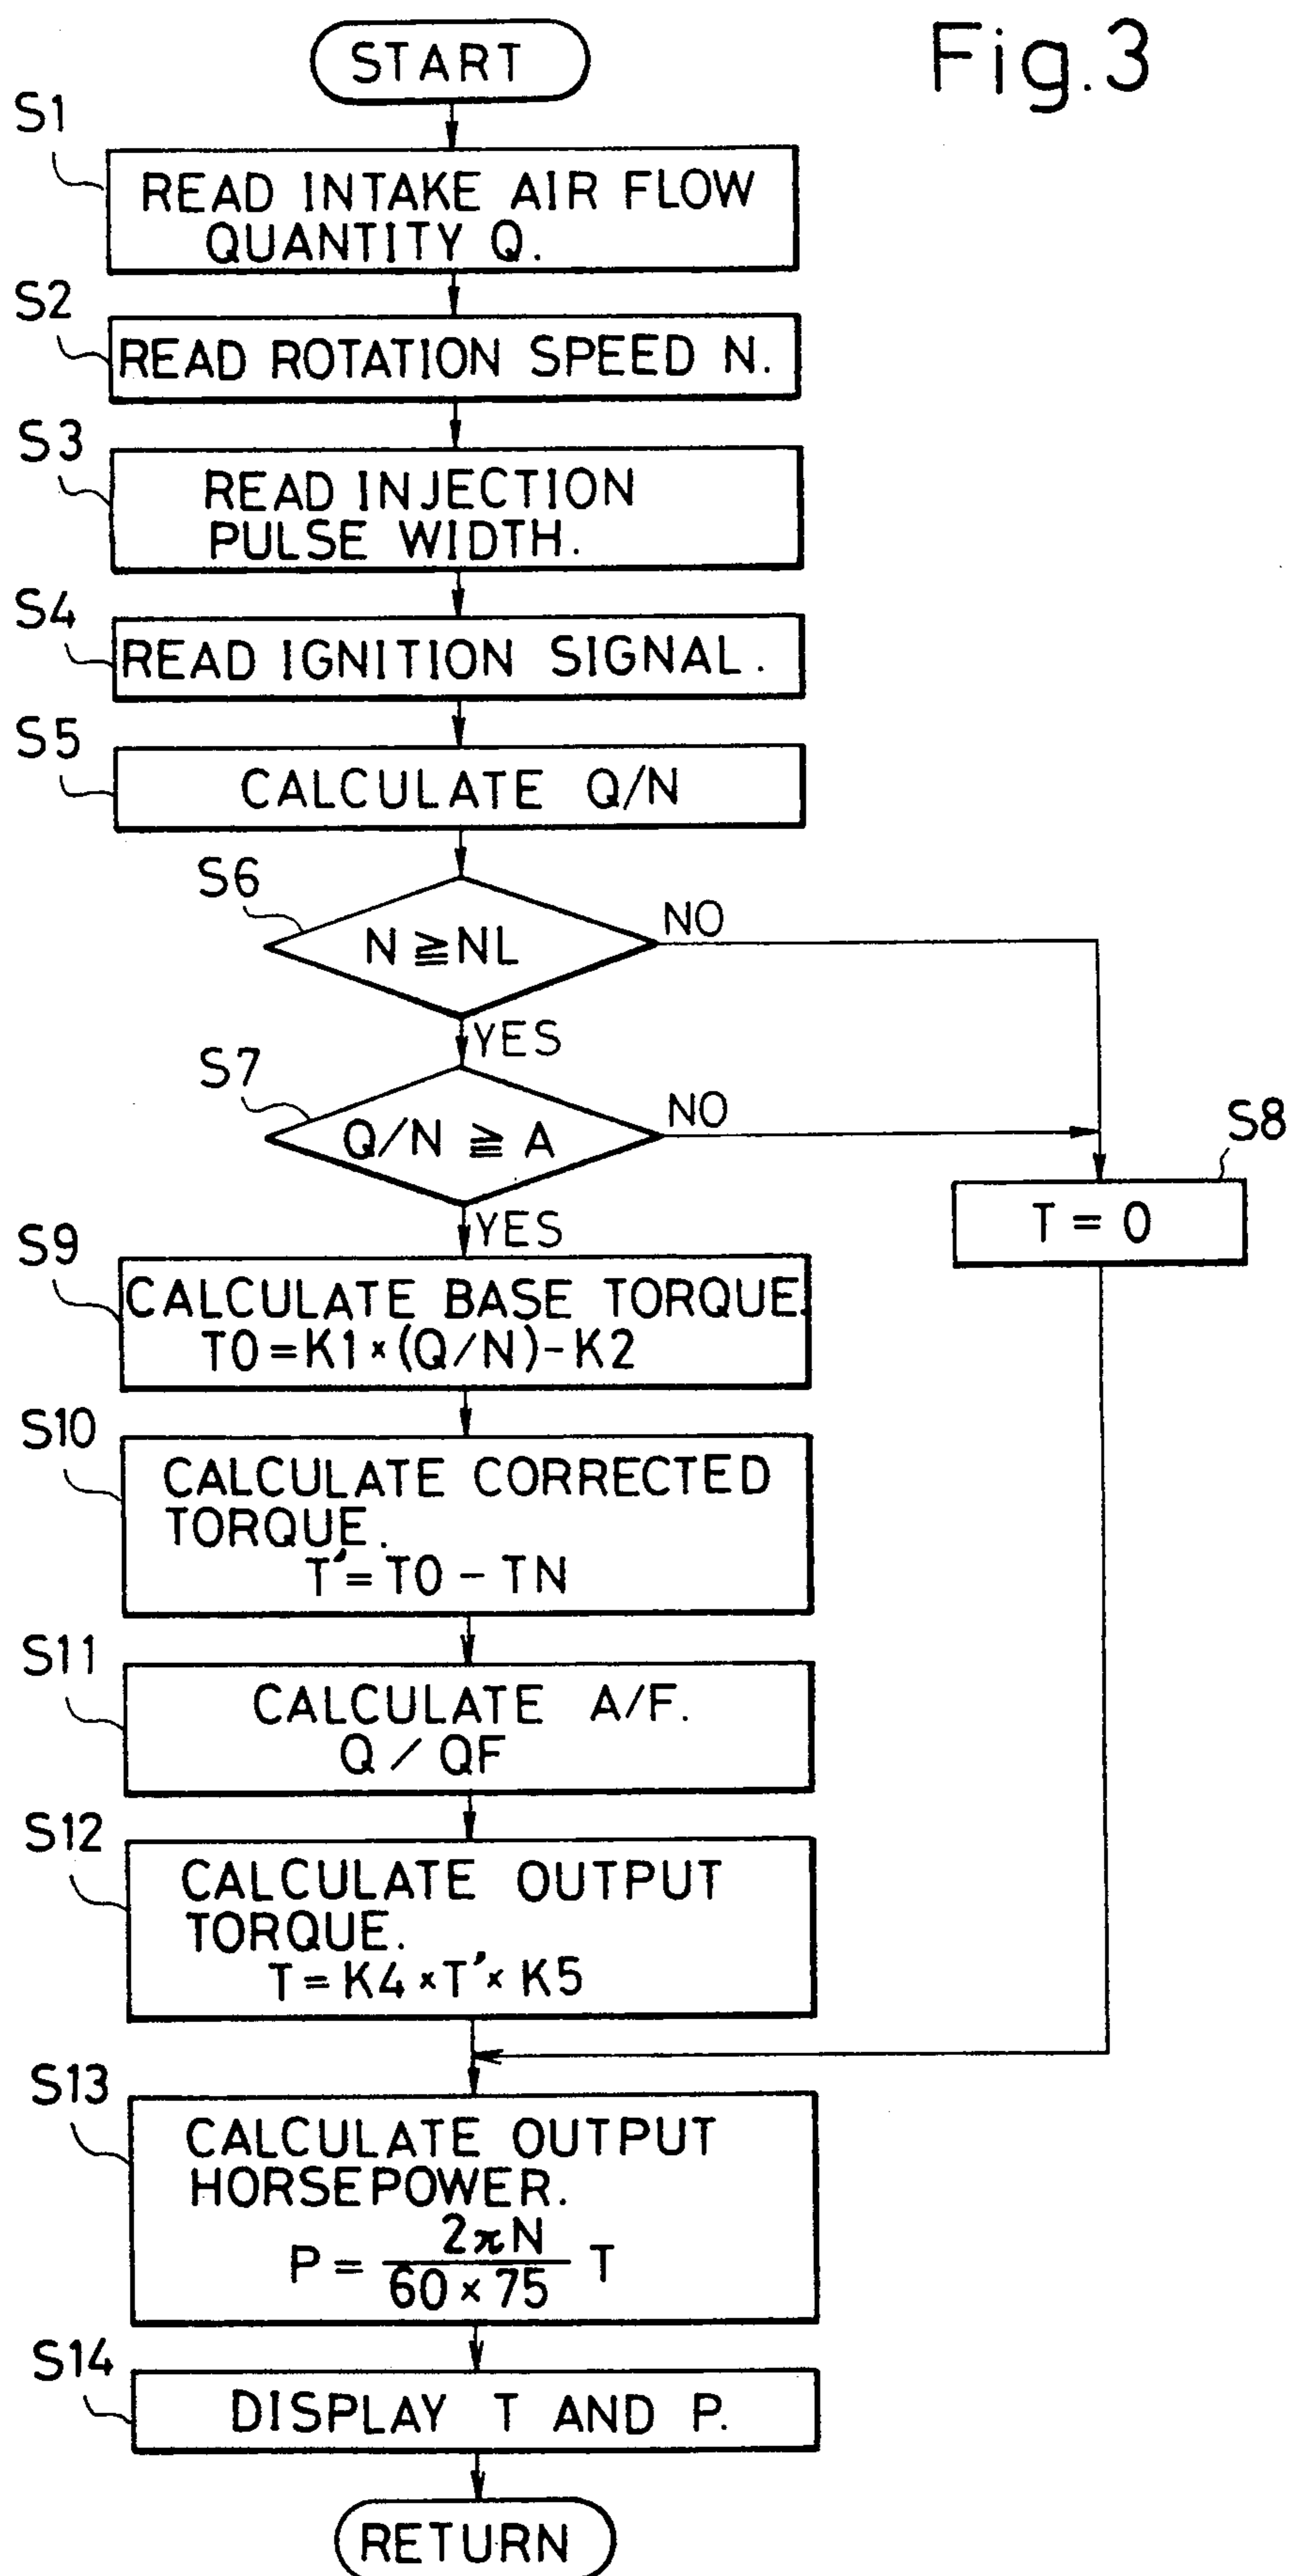 Fig.3
START
S1
READ INTAKE AIR FLOW
QUANTITY Q.
S2
READ ROTATION SPEED N.
S3
READ INJECTION
PULSE WIDTH.
S4
READ IGNITION SIGNAL.
S5
CALCULATE Q/N
S6
N ≧ NL
NO
YES
S7
Q/N ≧ A
NO
YES
S8
T = 0
S9
CALCULATE BASE TORQUE.
T0 = K1 × (Q/N) - K2
S10
CALCULATE CORRECTED
TORQUE.
T' = T0 - TN
S11
CALCULATE A/F.
Q / QF
S12
CALCULATE OUTPUT
TORQUE.
T = K4 × T' × K5
S13
CALCULATE OUTPUT
HORSEPOWER.
2πN
P = T
60 × 75
S14
DISPLAY T AND P.
RETURN